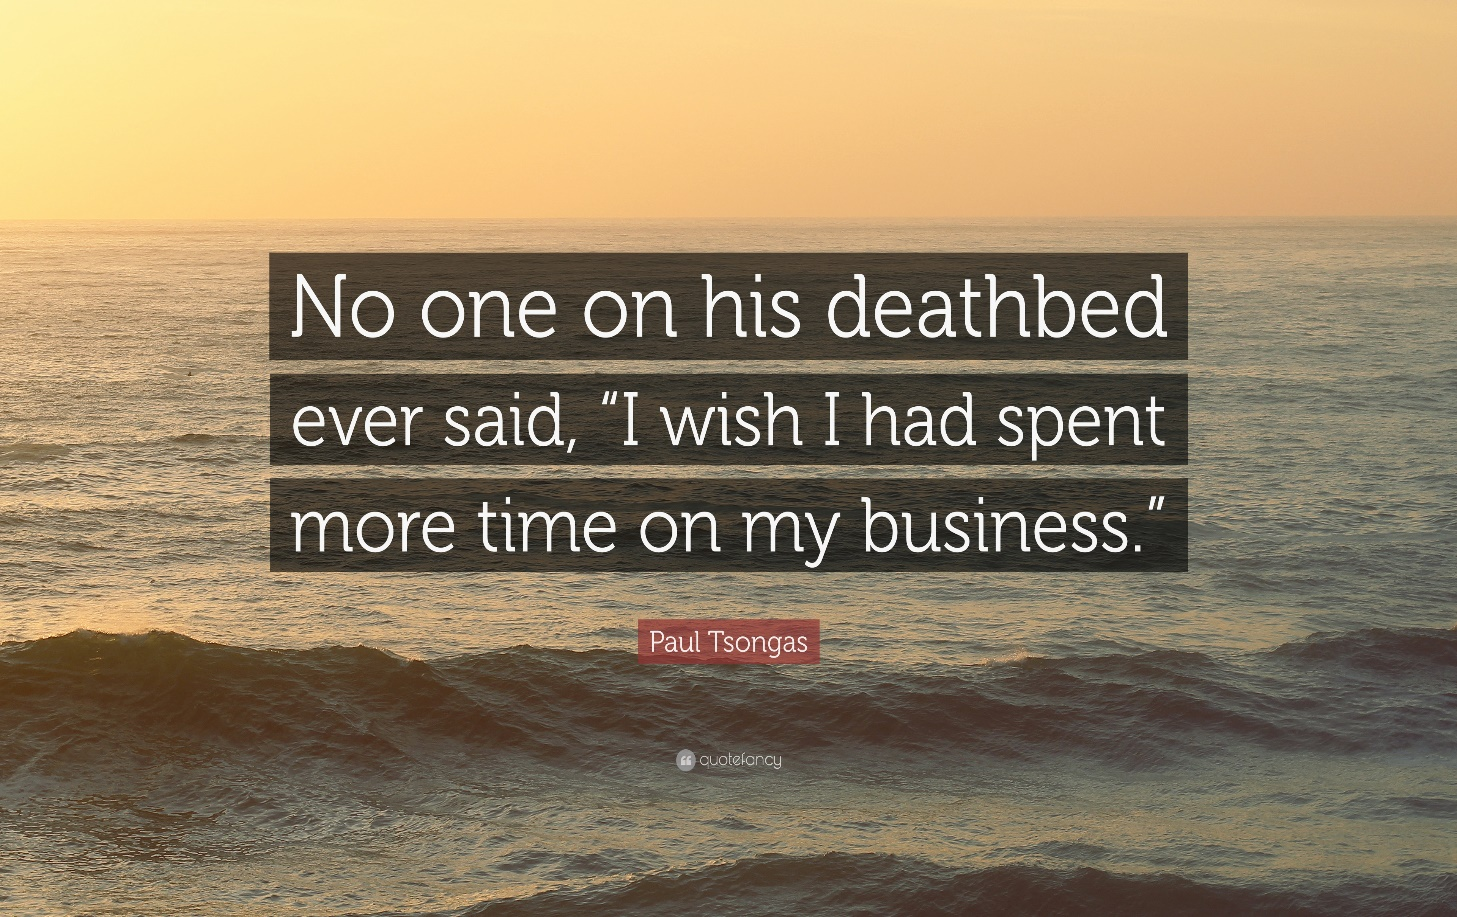 No one on his deathbed
ever said, “I wish I had spent
more time on my business.”
Paul Tsongas
quotefancy